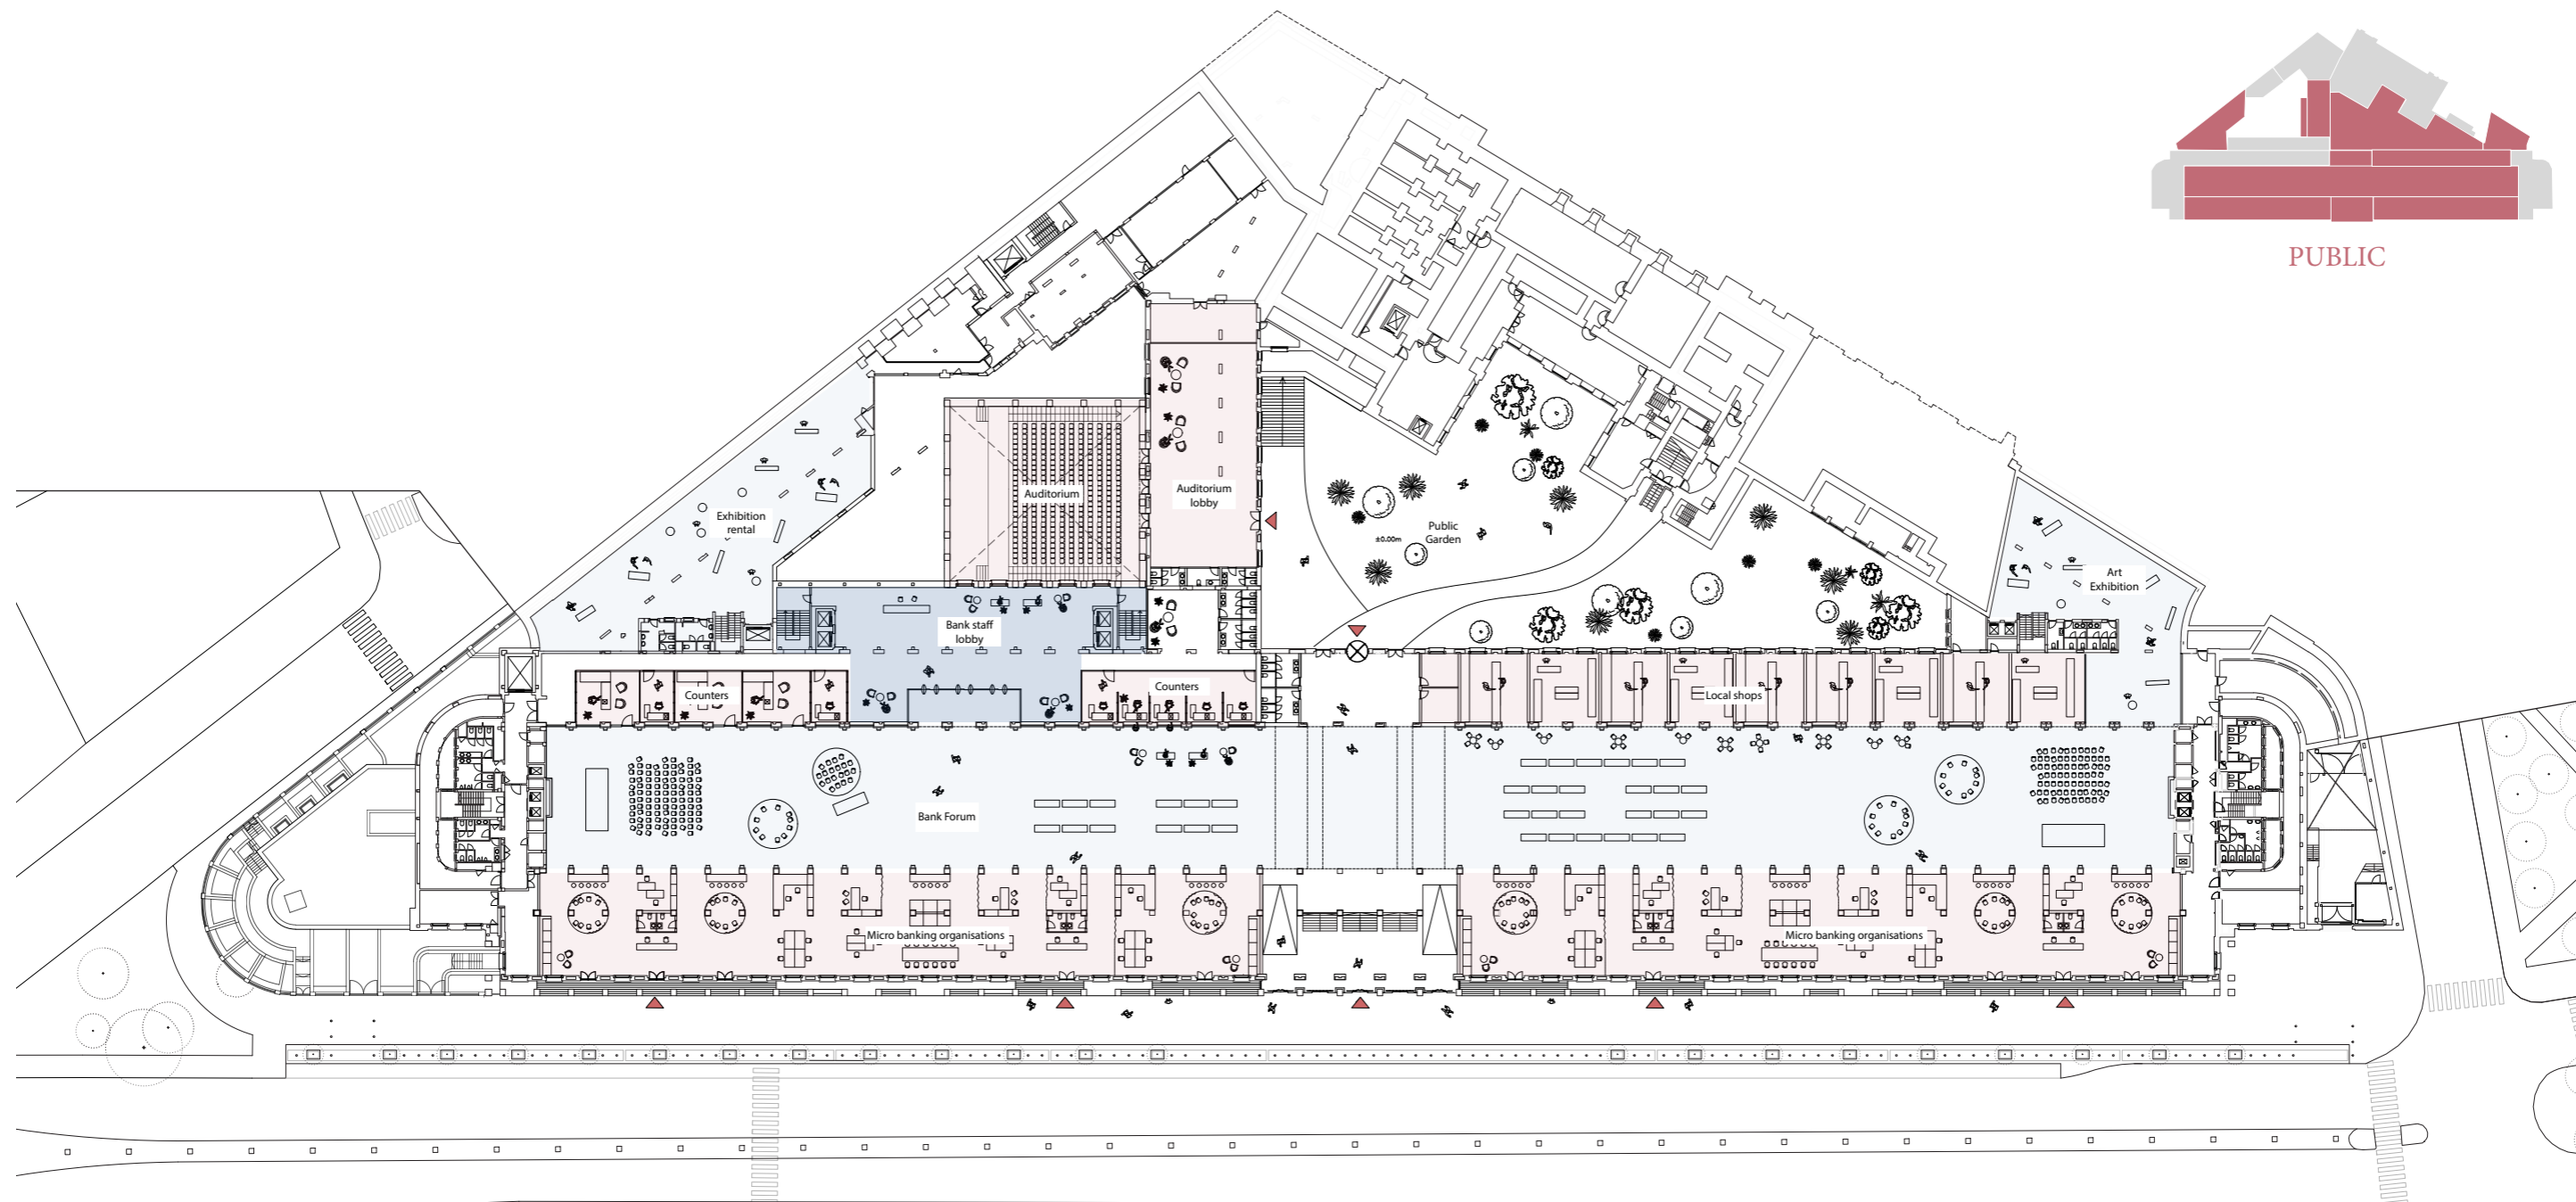 PUBLIC
Auditorium
Auditorium
lobby
Exhibition
rental
Public
Garden
±0.00m
Art
Exhibition
Bank staff
lobby
Counters
Counters
Local shops
Bank Forum
Micro banking organisations
Micro banking organisations